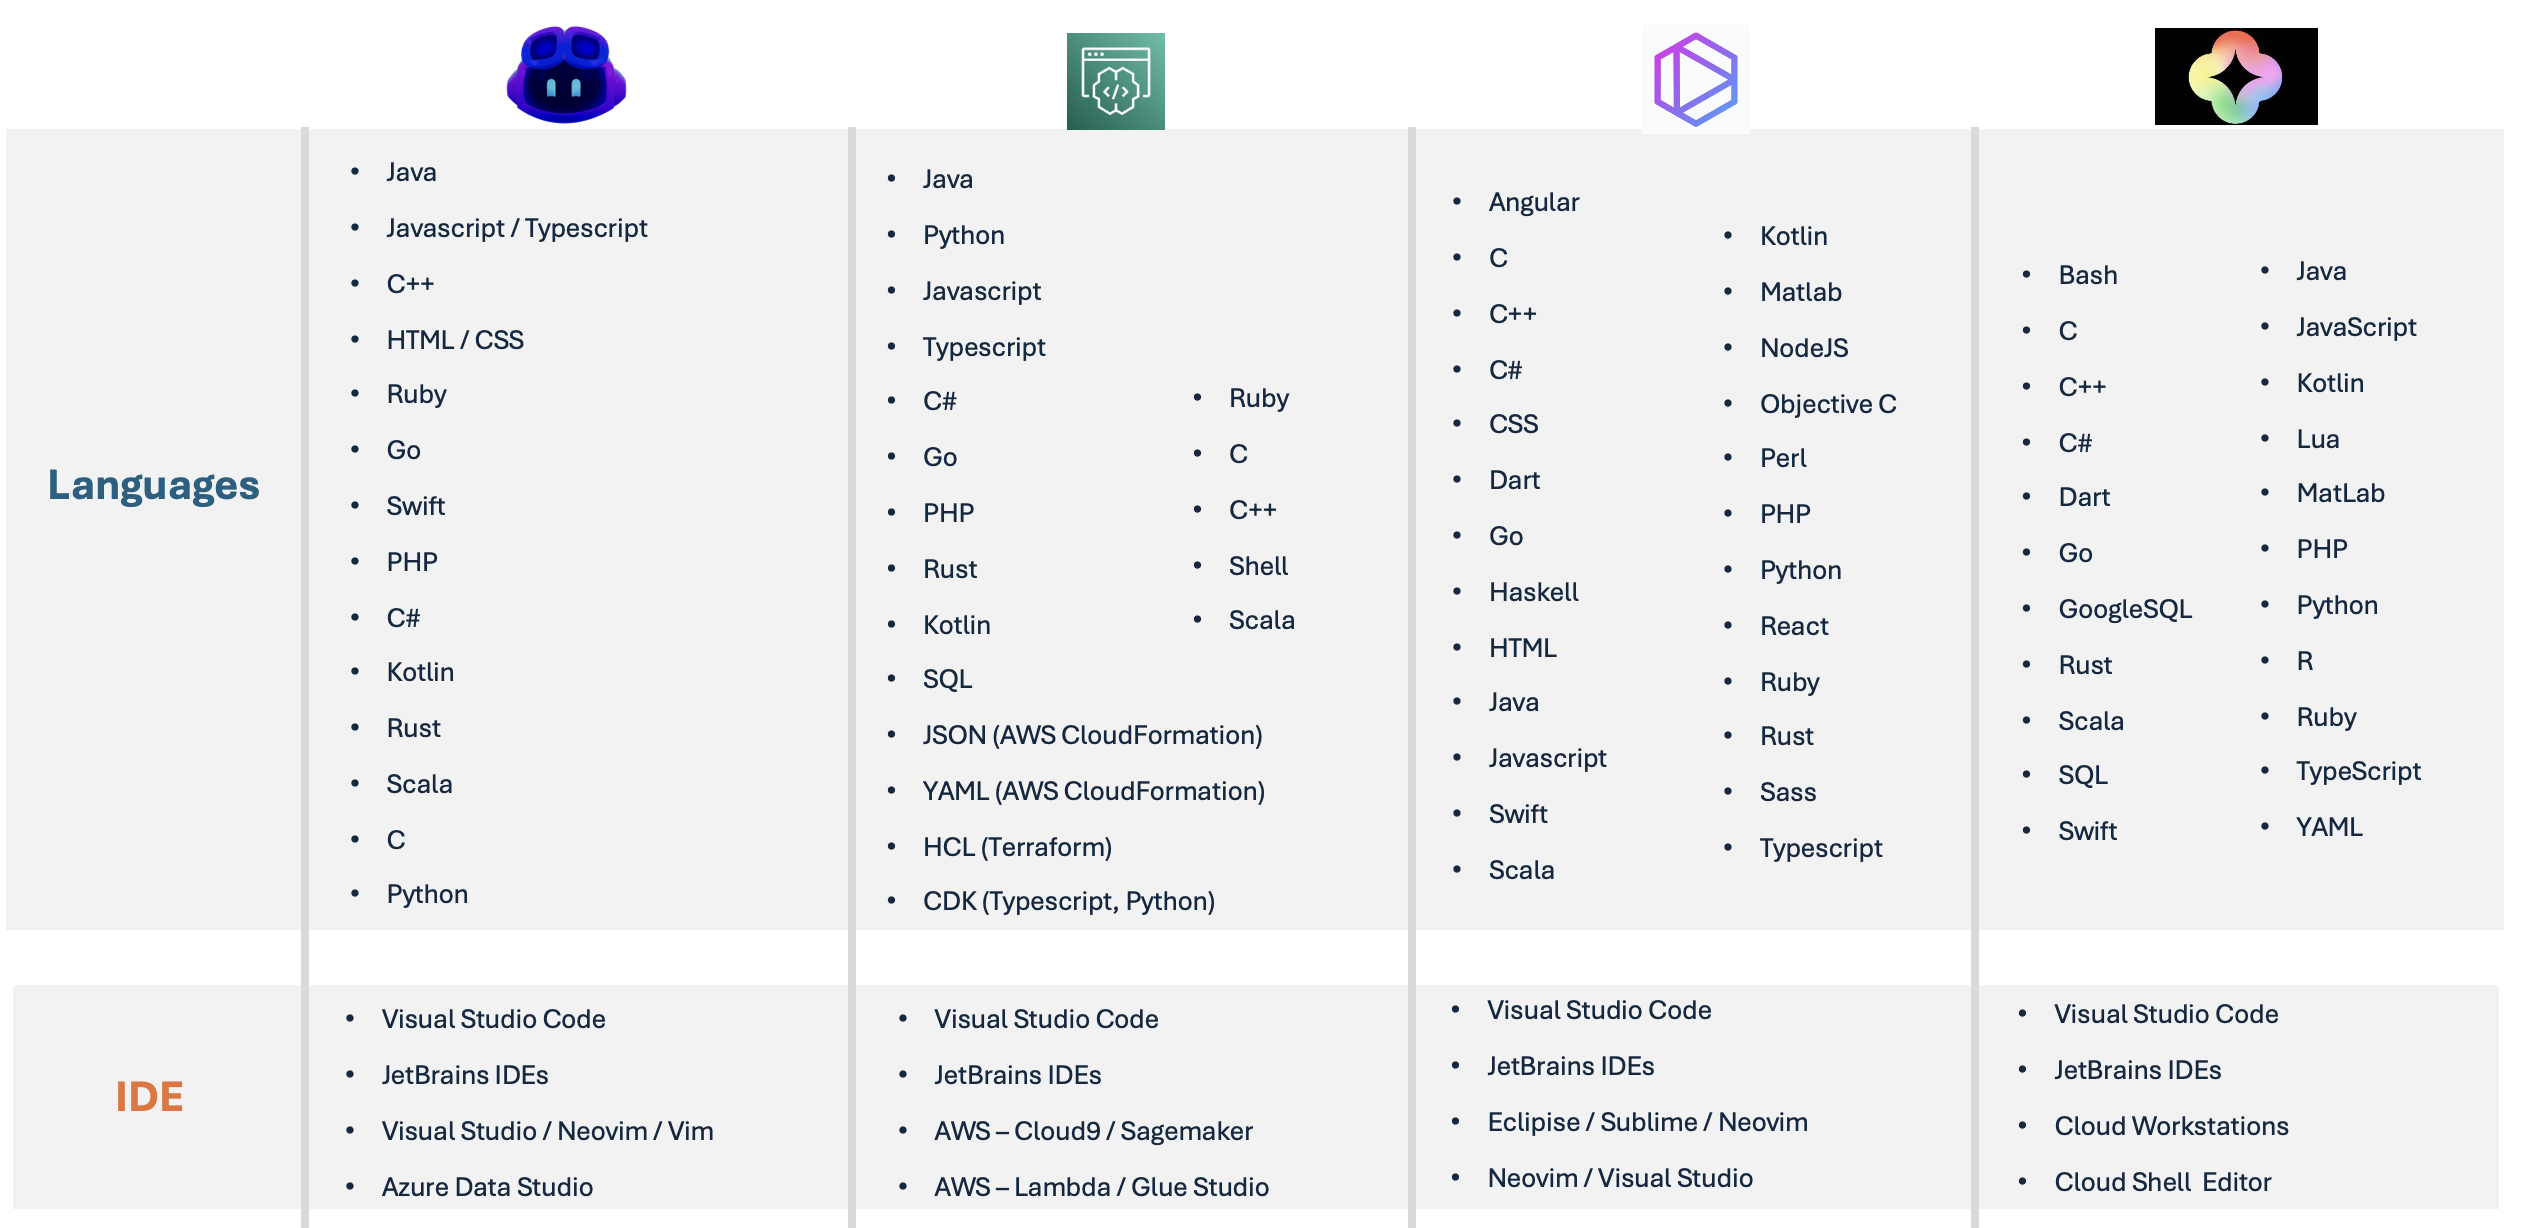 Languages
• Java
• Javascript / Typescript
• C++
• HTML / CSS
• Ruby
• Go
• Swift
• PHP
• C#
• Kotlin
• Rust
• Scala
• C
• Python
• Java
• Python
• Javascript
• Typescript
• C#
• Go
• PHP
• Rust
• Kotlin
• SQL
• JSON (AWS CloudFormation)
• YAML (AWS CloudFormation)
• HCL (Terraform)
• CDK (Typescript, Python)
• Ruby
• C
• C++
• Shell
• Scala
• Angular
• C
• C++
• C#
• CSS
• Dart
• Go
• Haskell
• HTML
• Java
• Javascript
• Swift
• Scala
• Kotlin
• Matlab
• NodeJS
• Objective C
• Perl
• PHP
• Python
• React
• Ruby
• Rust
• Sass
• Typescript
• Bash
• C
• C++
• C#
• Dart
• Go
• GoogleSQL
• Rust
• Scala
• SQL
• Swift
• Java
• JavaScript
• Kotlin
• Lua
• MatLab
• PHP
• Python
• R
• Ruby
• TypeScript
• YAML
IDE
• Visual Studio Code
• JetBrains IDEs
• Visual Studio / Neovim / Vim
• Azure Data Studio
• Visual Studio Code
• JetBrains IDEs
• AWS – Cloud9 / Sagemaker
• AWS – Lambda / Glue Studio
• Visual Studio Code
• JetBrains IDEs
• Eclipise / Sublime / Neovim
• Neovim / Visual Studio
• Visual Studio Code
• JetBrains IDEs
• Cloud Workstations
• Cloud Shell Editor